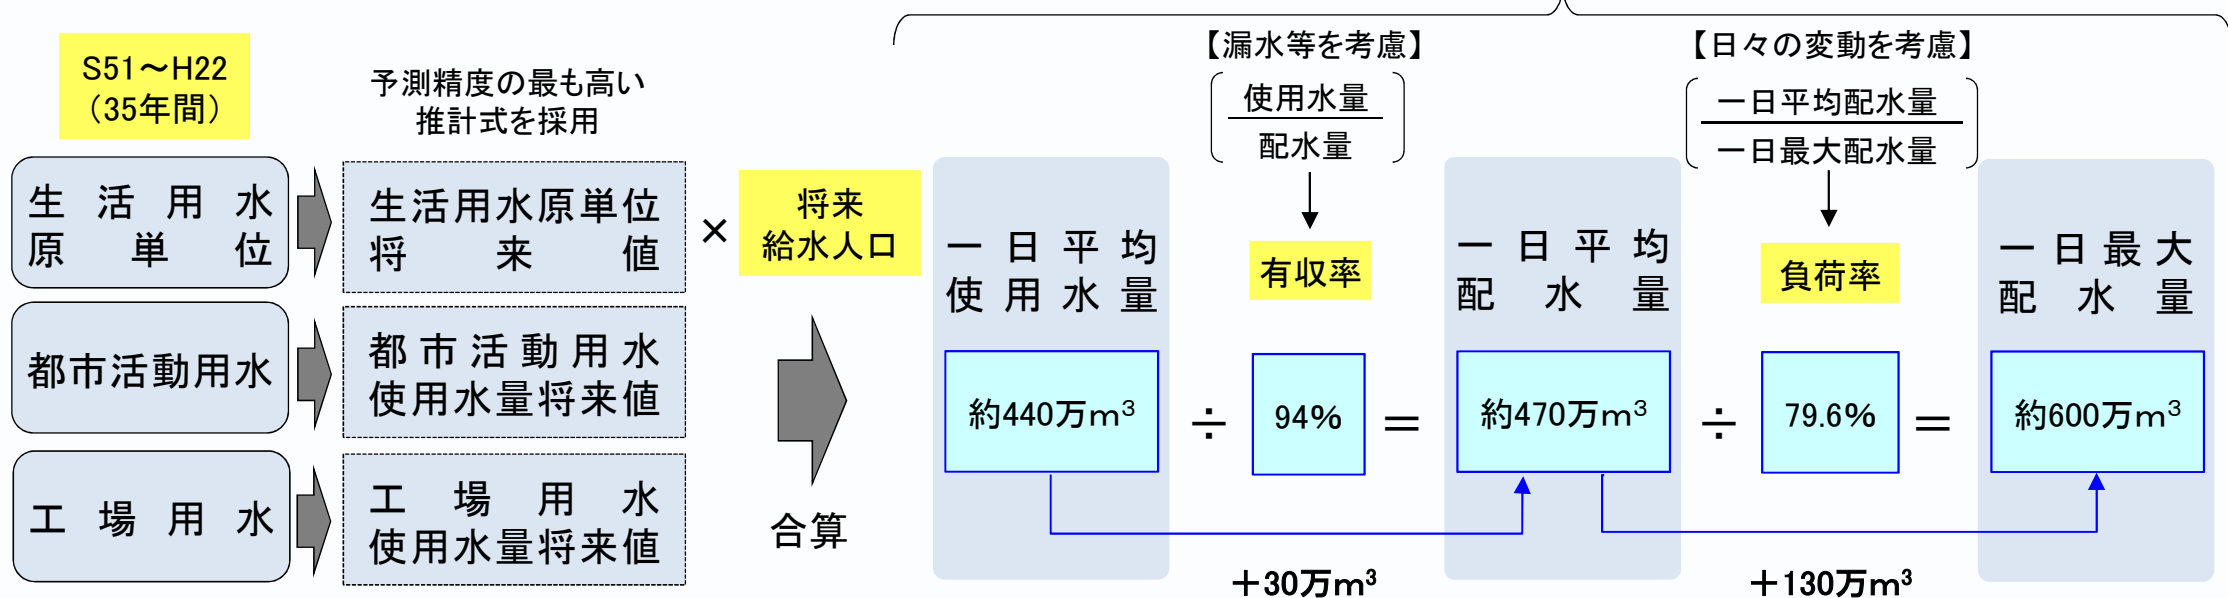 S51～H22
（35年間）
予測精度の最も高い
推計式を採用
生活用水
原単位
生活用水原単位
将来値
×
将来
給水人口
都市活動用水
都市活動用水
使用水量将来値
工場用水
工場用水
使用水量将来値
合算
【漏水等を考慮】
使用水量
配水量
有収率
【日々の変動を考慮】
一日平均配水量
一日最大配水量
負荷率
一日平均
使用水量
一日平均
配水量
一日最大
配水量
約440万m³ ÷ 94% ＝ 約470万m³ ÷ 79.6% ＝ 約600万m³
＋30万m³
＋130万m³